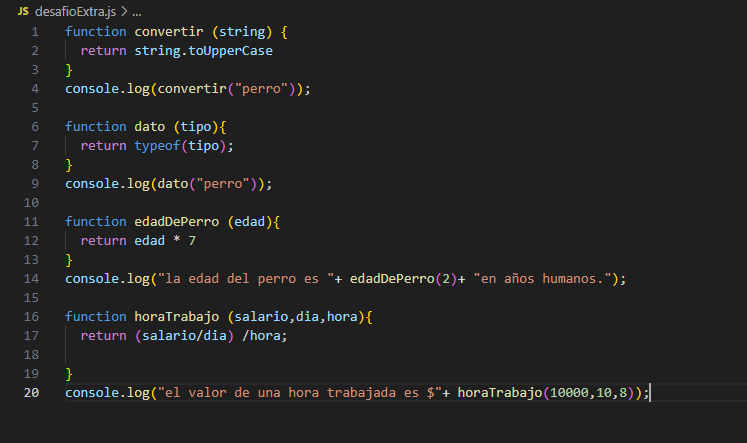 JS desafioExtra.js > ...
1 function convertir (string) {
2 return string.toUpperCase
3 }
4 console.log(convertir("perro"));
5
6 function dato (tipo){
7 return typeof(tipo);
8 }
9 console.log(dato("perro"));
10
11 function edadDePerro (edad){
12 return edad * 7
13 }
14 console.log("la edad del perro es "+ edadDePerro(2)+ "en años humanos.");
15
16 function horaTrabajo (salario,dia,hora){
17 return (salario/dia) /hora;
18
19 }
20 console.log("el valor de una hora trabajada es $"+ horaTrabajo(10000,10,8));